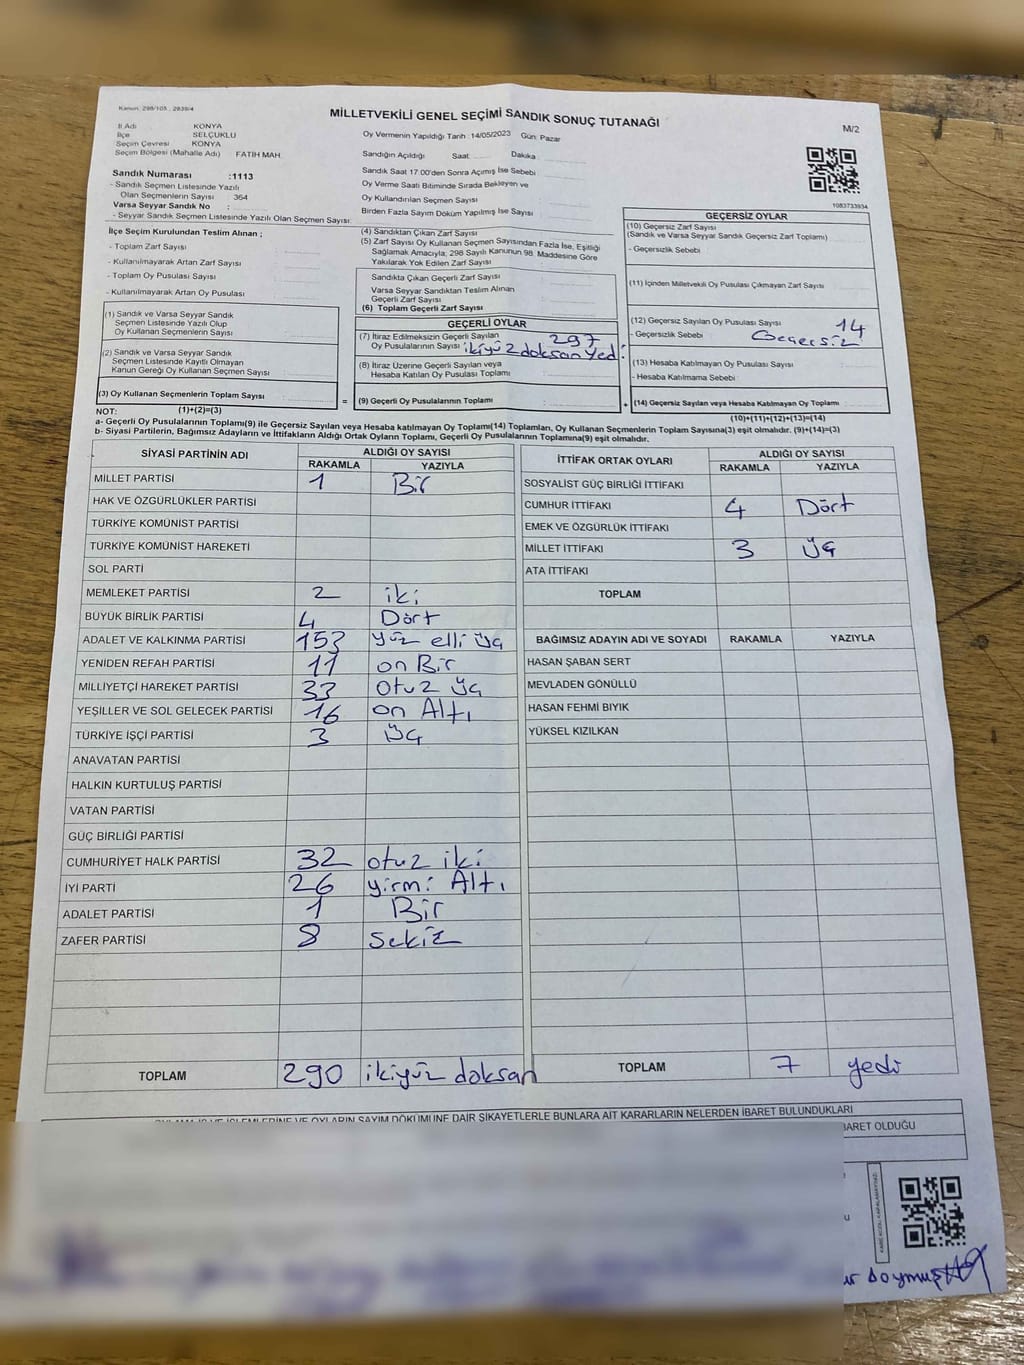 Kanun: 298/105 , 2839/4
MİLLETVEKİLİ GENEL SEÇİMİ SANDIK SONUÇ TUTANAĞI
M/2
İl Adı KONYA
İlçe SELÇUKLU
Seçim Çevresi KONYA
Seçim Bölgesi (Mahalle Adı) FATİH MAH
Oy Vermenin Yapıldığı Tarih :14/05/2023 Gün: Pazar
Sandığın Açıldığı Saat: Dakika:
Sandık Numarası :1113
- Sandık Seçmen Listesinde Yazılı
Olan Seçmenlerin Sayısı 364
Varsa Seyyar Sandık No :
- Seyyar Sandık Seçmen Listesinde Yazılı Olan Seçmen Sayısı:
Sandık Saat 17.00'den Sonra Açılmış İse Sebebi
Oy Verme Saati Bitiminde Sırada Bekleyen ve
Oy Kullandırılan Seçmen Sayısı
Birden Fazla Sayım Döküm Yapılmış İse Sayısı
1083733934
İlçe Seçim Kurulundan Teslim Alınan ;
- Toplam Zarf Sayısı
- Kullanılmayarak Artan Zarf Sayısı
- Toplam Oy Pusulası Sayısı
- Kullanılmayarak Artan Oy Pusulası
(4) Sandıktan Çıkan Zarf Sayısı
(5) Zarf Sayısı Oy Kullanan Seçmen Sayısından Fazla İse, Eşitliği
Sağlamak Amacıyla; 298 Sayılı Kanunun 98. Maddesine Göre
Yakılarak Yok Edilen Zarf Sayısı
Sandıkta Çıkan Geçerli Zarf Sayısı
Varsa Seyyar Sandıktan Teslim Alınan
Geçerli Zarf Sayısı
(6) Toplam Geçerli Zarf Sayısı
GEÇERSİZ OYLAR
(10) Geçersiz Zarf Sayısı
(Sandık ve Varsa Seyyar Sandık Geçersiz Zarf Toplamı)
- Geçersizlik Sebebi
(11) İçinden Milletvekili Oy Pusulası Çıkmayan Zarf Sayısı
(12) Geçersiz Sayılan Oy Pusulası Sayısı 14
- Geçersizlik Sebebi Geçersiz
(13) Hesaba Katılmayan Oy Pusulası Sayısı
- Hesaba Katılmama Sebebi
(14) Geçersiz Sayılan veya Hesaba Katılmayan Oy Toplamı
(10)+(11)+(12)+(13)=(14)
(1) Sandık ve Varsa Seyyar Sandık
Seçmen Listesinde Yazılı Olup
Oy Kullanan Seçmenlerin Sayısı
(2) Sandık ve Varsa Seyyar Sandık
Seçmen Listesinde Kayıtlı Olmayan
Kanun Gereği Oy Kullanan Seçmen Sayısı
(3) Oy Kullanan Seçmenlerin Toplam Sayısı
(1)+(2)=(3)
=
GEÇERLİ OYLAR
(7) İtiraz Edilmeksizin Geçerli Sayılan 297
Oy Pusulalarının Sayısı ikiyüz doksan yedi
(8) İtiraz Üzerine Geçerli Sayılan veya
Hesaba Katılan Oy Pusulası Toplamı
(9) Geçerli Oy Pusulalarının Toplamı
+
NOT:
a- Geçerli Oy Pusulalarının Toplamı(9) ile Geçersiz Sayılan veya Hesaba katılmayan Oy Toplamı(14) Toplamları, Oy Kullanan Seçmenlerin Toplam Sayısına(3) eşit olmalıdır. (9)+(14)=(3)
b- Siyasi Partilerin, Bağımsız Adayların ve İttifakların Aldığı Ortak Oyların Toplamı, Geçerli Oy Pusulalarının Toplamına(9) eşit olmalıdır.
SİYASİ PARTİNİN ADI ALDIĞI OY SAYISI
RAKAMLA YAZIYLA
MİLLET PARTİSİ 1 Bir
HAK VE ÖZGÜRLÜKLER PARTİSİ
TÜRKİYE KOMÜNİST PARTİSİ
TÜRKİYE KOMÜNİST HAREKETİ
SOL PARTİ
MEMLEKET PARTİSİ 2 iki
BÜYÜK BİRLİK PARTİSİ 4 Dört
ADALET VE KALKINMA PARTİSİ 153 yüz elli üç
YENİDEN REFAH PARTİSİ 11 on Bir
MİLLİYETÇİ HAREKET PARTİSİ 33 otuz üç
YEŞİLLER VE SOL GELECEK PARTİSİ 16 on Altı
TÜRKİYE İŞÇİ PARTİSİ 3 üç
ANAVATAN PARTİSİ
HALKIN KURTULUŞ PARTİSİ
VATAN PARTİSİ
GÜÇ BİRLİĞİ PARTİSİ
CUMHURİYET HALK PARTİSİ 32 otuz iki
İYİ PARTİ 26 yirmi Altı
ADALET PARTİSİ 1 Bir
ZAFER PARTİSİ 8 sekiz
TOPLAM 290 ikiyüz doksan
İTTİFAK ORTAK OYLARI ALDIĞI OY SAYISI
RAKAMLA YAZIYLA
SOSYALİST GÜÇ BİRLİĞİ İTTİFAKI
CUMHUR İTTİFAKI 4 Dört
EMEK VE ÖZGÜRLÜK İTTİFAKI
MİLLET İTTİFAKI 3 üç
ATA İTTİFAKI
TOPLAM
BAĞIMSIZ ADAYIN ADI VE SOYADI RAKAMLA YAZIYLA
HASAN ŞABAN SERT
MEVLADEN GÖNÜLLÜ
HASAN FEHMİ BIYIK
YÜKSEL KIZILKAN
TOPLAM 7 yedi
OYLAMA İŞ VE İŞLEMLERİNE VE OYLARIN SAYIM DÖKÜMÜNE DAİR ŞİKAYETLERLE BUNLARA AİT KARARLARIN NELERDEN İBARET BULUNDUKLARI
BARET OLDUĞU